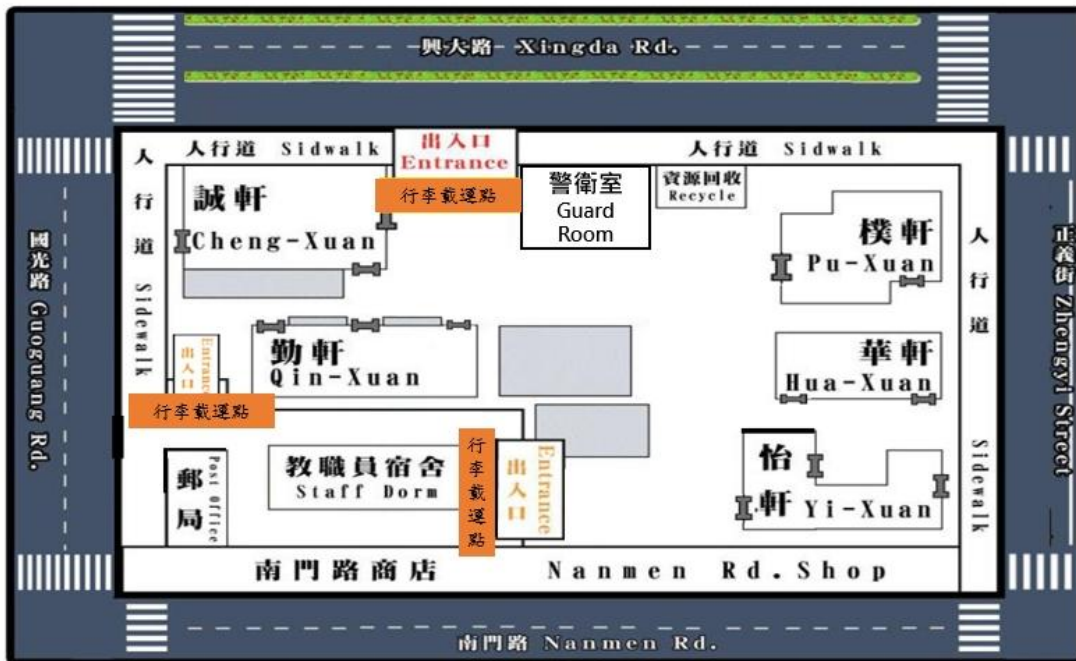 興大路 Xingda Rd.
人行道 Sidwalk
出入口
Entrance
人行道 Sidwalk
行李載運點
警衛室
Guard
Room
資源回收
Recycle
誠軒
Cheng-Xuan
樸軒
Pu-Xuan
人行道 Sidewalk
人行道 Sidewalk
國光路 Guoguang Rd.
正義街 Zhengyi Street
勤軒
Qin-Xuan
華軒
Hua-Xuan
出入口
Entrance
行李載運點
郵局
Post Office
教職員宿舍
Staff Dorm
行李載運點
出入口
Entrance
怡軒
Yi-Xuan
南門路商店 Nanmen Rd.Shop
南門路 Nanmen Rd.